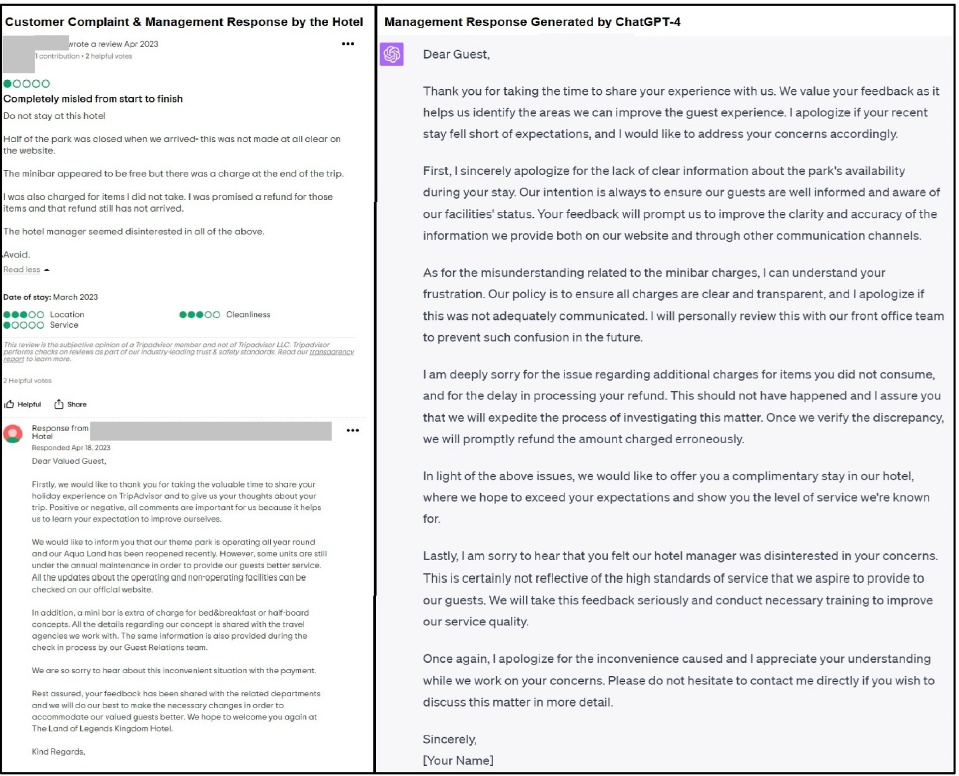 Customer Complaint & Management Response by the Hotel
wrote a review Apr 2023
1 contribution • 2 helpful votes
Completely misled from start to finish
Do not stay at this hotel
Half of the park was closed when we arrived- this was not made at all clear on
the website.
The minibar appeared to be free but there was a charge at the end of the trip.
I was also charged for items I did not take. I was promised a refund for those
items and that refund still has not arrived.
The hotel manager seemed disinterested in all of the above.
Avoid.
Read less
Date of stay: March 2023
Location
Cleanliness
Service
This review is the subjective opinion of a Tripadvisor member and not of Tripadvisor LLC. Tripadvisor
performs checks on reviews as part of our industry-leading trust & safety standards. Read our transparency
report to learn more.
2 Helpful votes
Helpful Share
Response from
Hotel
Responded Apr 18, 2023
Dear Valued Guest,
Firstly, we would like to thank you for taking the valuable time to share your
holiday experience on TripAdvisor and to give us your thoughts about your
trip. Positive or negative, all comments are important for us because it helps
us to learn your expectation to improve ourselves.
We would like to inform you that our theme park is operating all year round
and our Aqua Land has been reopened recently. However, some units are still
under the annual maintenance in order to provide our guests better service.
All the updates about the operating and non-operating facilities can be
checked on our official website.
In addition, a mini bar is extra of charge for bed&breakfast or half-board
concepts. All the details regarding our concept is shared with the travel
agencies we work with. The same information is also provided during the
check in process by our Guest Relations team.
We are so sorry to hear about this inconvenient situation with the payment.
Rest assured, your feedback has been shared with the related departments
and we will do our best to make the necessary changes in order to
accommodate our valued guests better. We hope to welcome you again at
The Land of Legends Kingdom Hotel.
Kind Regards,
Management Response Generated by ChatGPT-4
Dear Guest,
Thank you for taking the time to share your experience with us. We value your feedback as it
helps us identify the areas we can improve the guest experience. I apologize if your recent
stay fell short of expectations, and I would like to address your concerns accordingly.
First, I sincerely apologize for the lack of clear information about the park's availability
during your stay. Our intention is always to ensure our guests are well informed and aware of
our facilities' status. Your feedback will prompt us to improve the clarity and accuracy of the
information we provide both on our website and through other communication channels.
As for the misunderstanding related to the minibar charges, I can understand your
frustration. Our policy is to ensure all charges are clear and transparent, and I apologize if
this was not adequately communicated. I will personally review this with our front office team
to prevent such confusion in the future.
I am deeply sorry for the issue regarding additional charges for items you did not consume,
and for the delay in processing your refund. This should not have happened and I assure you
that we will expedite the process of investigating this matter. Once we verify the discrepancy,
we will promptly refund the amount charged erroneously.
In light of the above issues, we would like to offer you a complimentary stay in our hotel,
where we hope to exceed your expectations and show you the level of service we're known
for.
Lastly, I am sorry to hear that you felt our hotel manager was disinterested in your concerns.
This is certainly not reflective of the high standards of service that we aspire to provide to
our guests. We will take this feedback seriously and conduct necessary training to improve
our service quality.
Once again, I apologize for the inconvenience caused and I appreciate your understanding
while we work on your concerns. Please do not hesitate to contact me directly if you wish to
discuss this matter in more detail.
Sincerely,
[Your Name]